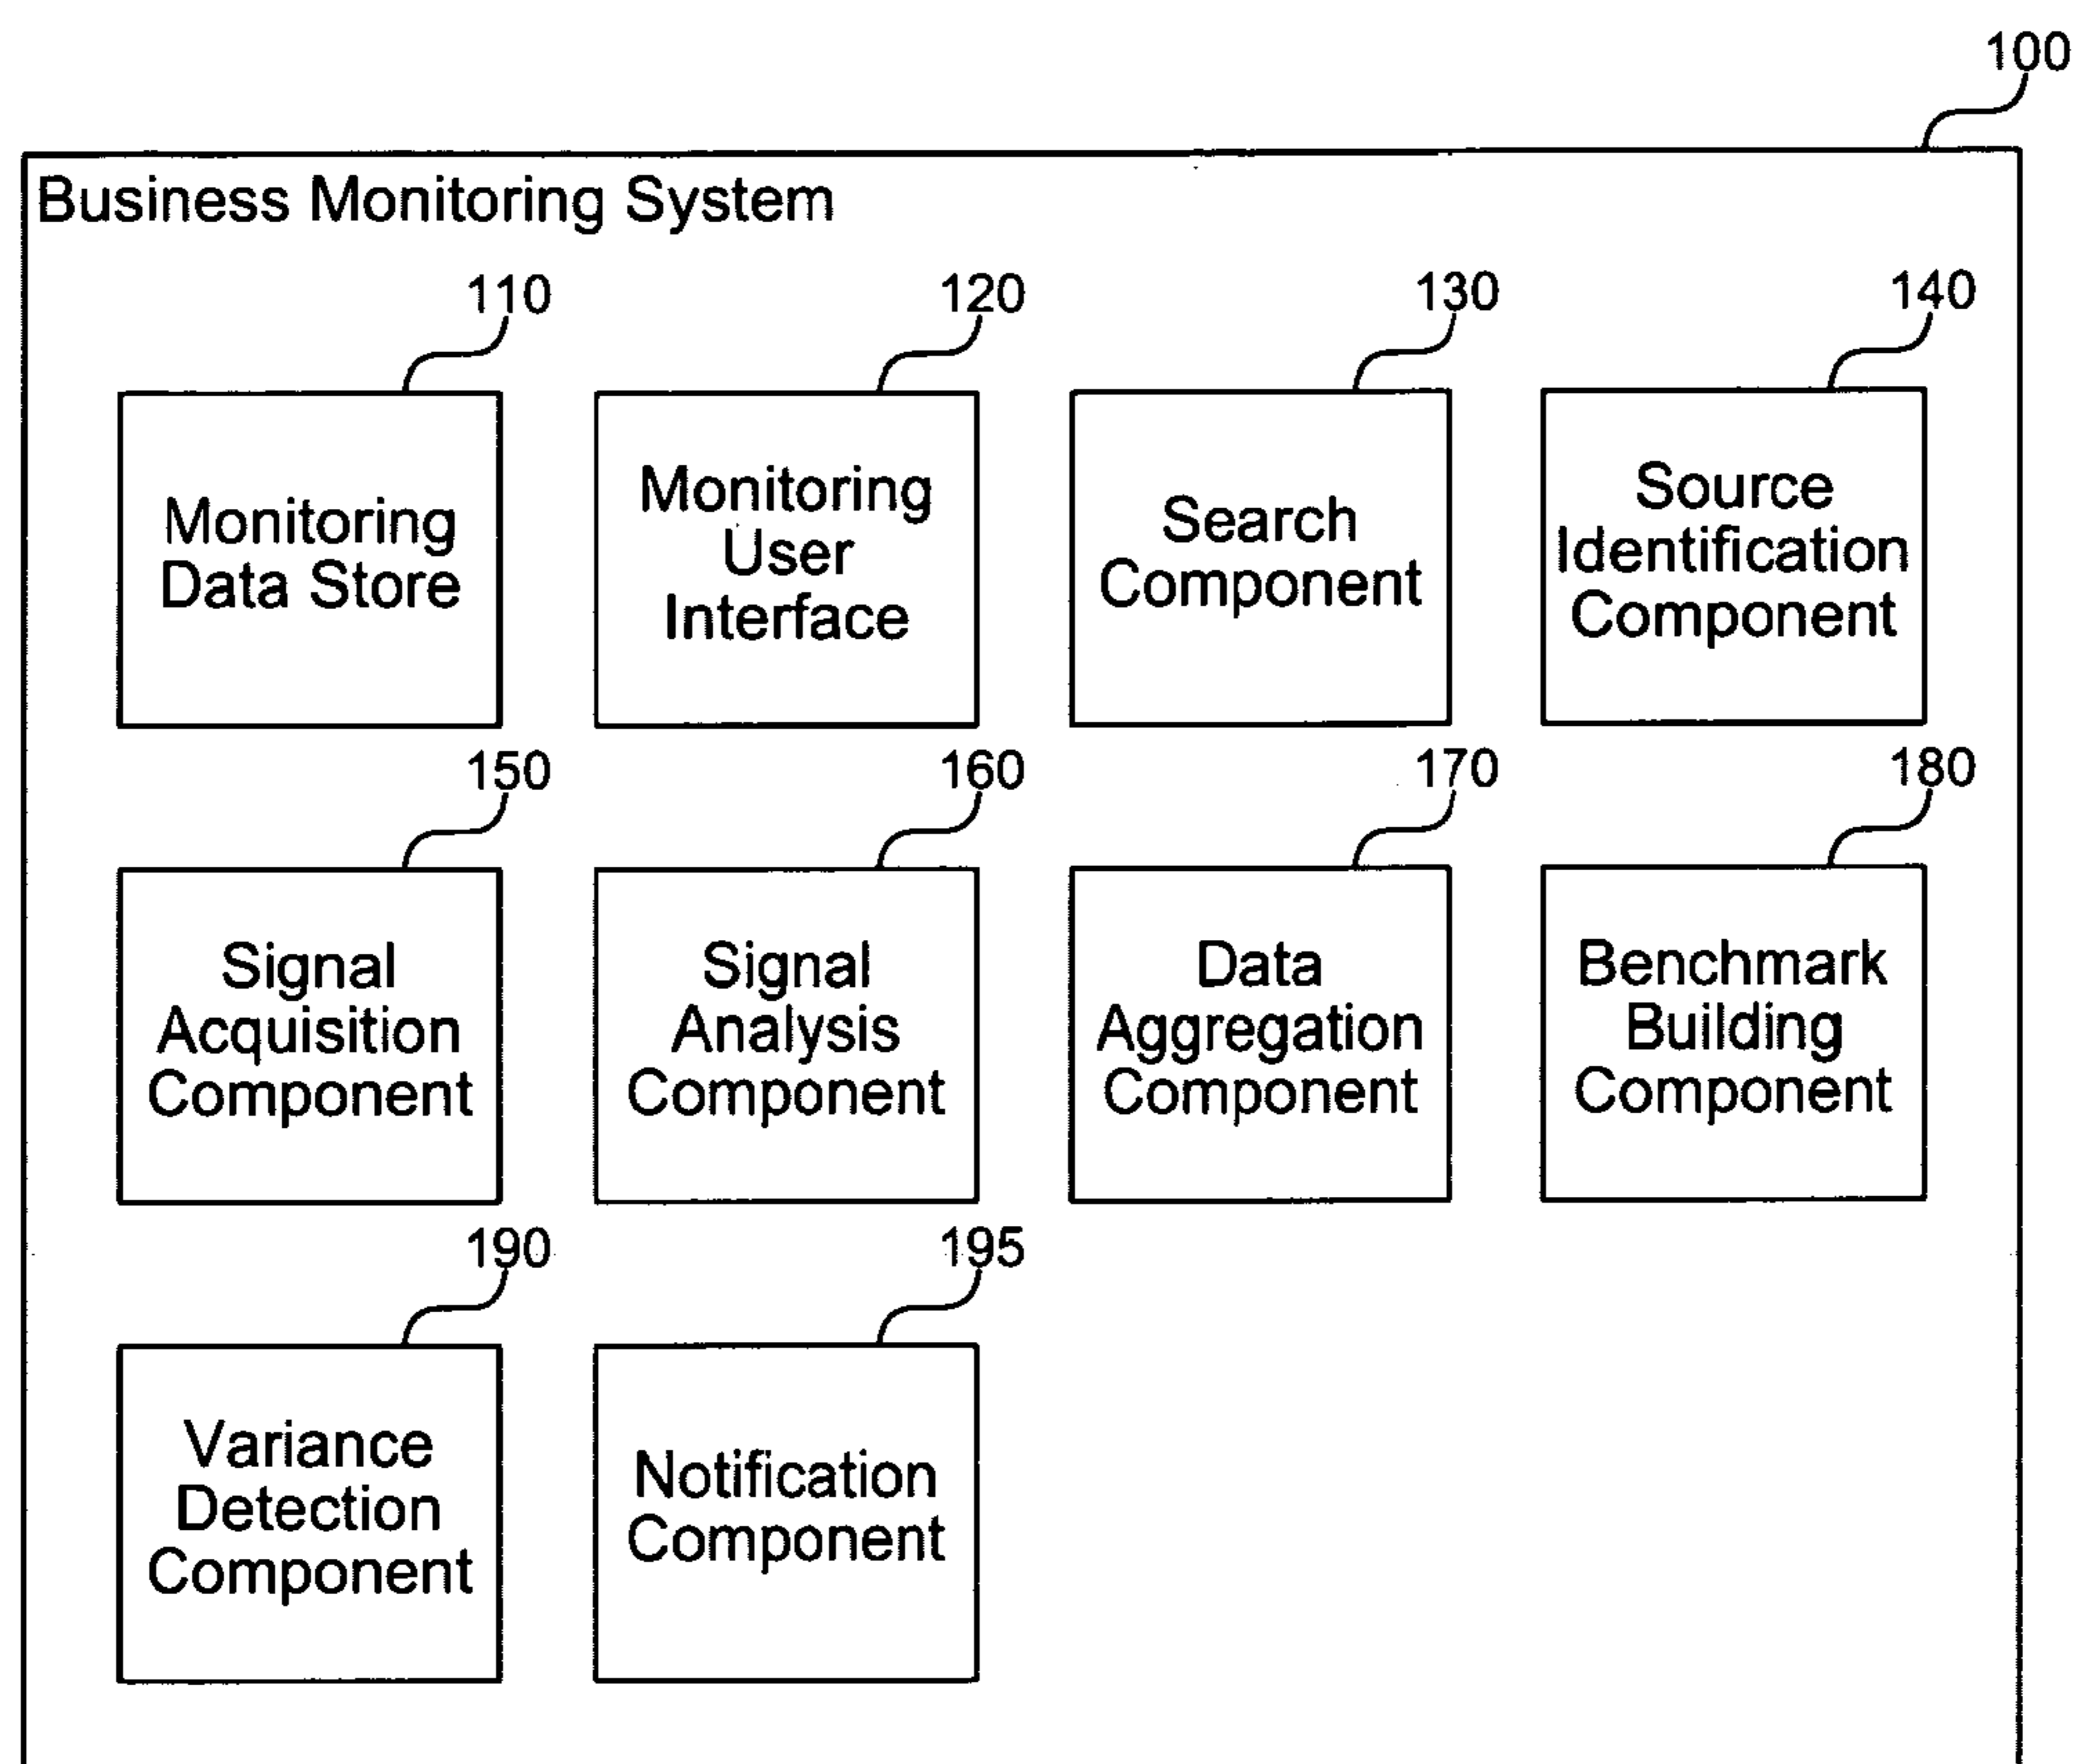 100
Business Monitoring System
110
120
130
140
Monitoring
Data Store
Monitoring
User
Interface
Search
Component
Source
Identification
Component
150
160
170
180
Signal
Acquisition
Component
Signal
Analysis
Component
Data
Aggregation
Component
Benchmark
Building
Component
190
195
Variance
Detection
Component
Notification
Component